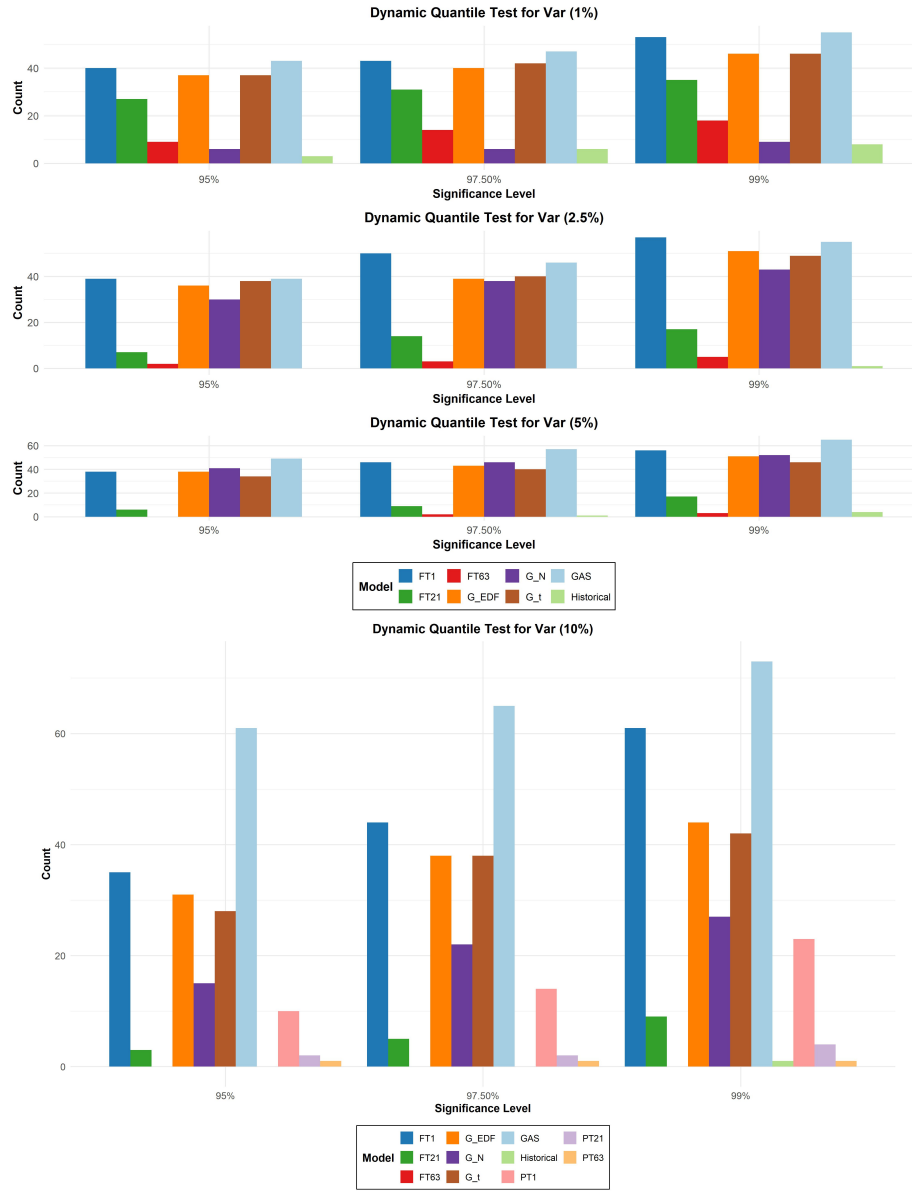 Dynamic Quantile Test for Var (1%)
Count
40
20
0
95%
97.50%
99%
Significance Level
Dynamic Quantile Test for Var (2.5%)
Count
40
20
0
95%
97.50%
99%
Significance Level
Dynamic Quantile Test for Var (5%)
Count
60
40
20
0
95%
97.50%
99%
Significance Level
Model
FT1
FT63
G_N
GAS
FT21
G_EDF
G_t
Historical
Dynamic Quantile Test for Var (10%)
Count
60
40
20
0
95%
97.50%
99%
Significance Level
Model
FT1
G_EDF
GAS
PT21
FT21
G_N
Historical
PT63
FT63
G_t
PT1